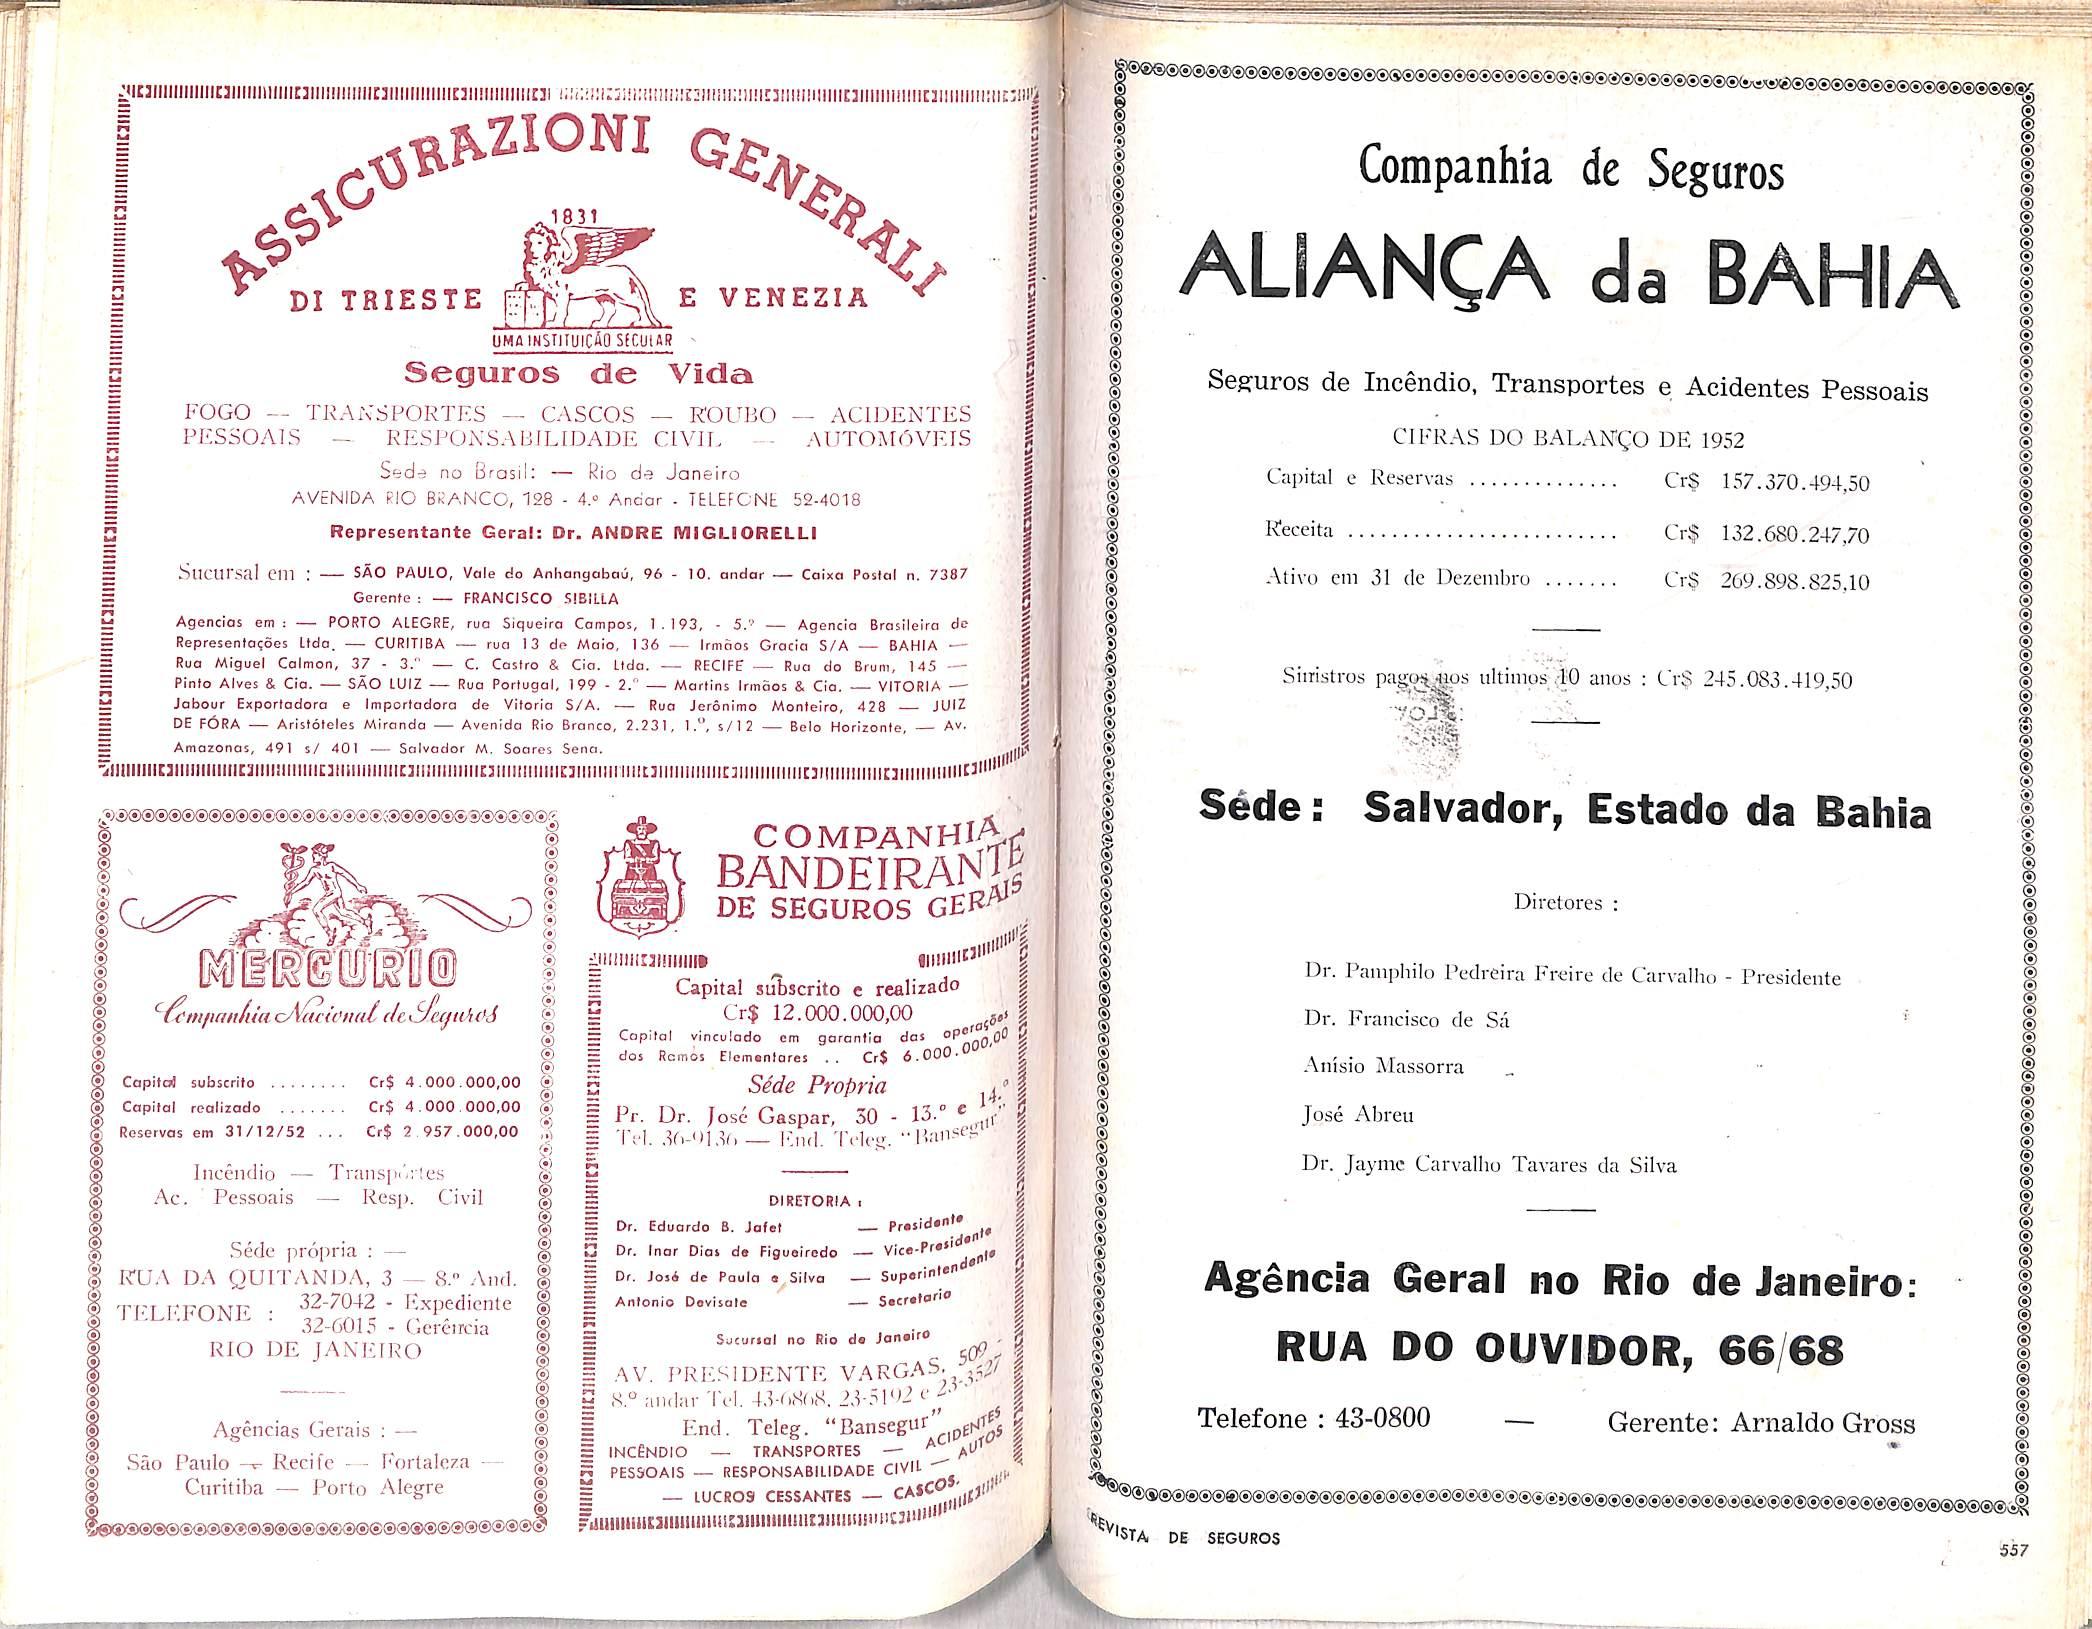 ASSICURAZIONI GENERALI
1831
DI TRIESTE E VENEZIA
UMA INSTITUIÇÃO SECULAR
Seguros de Vida
FOGO — TRANSPORTES — CASCOS — ROUBO — ACIDENTES
PESSOAIS — RESPONSABILIDADE CIVIL — AUTOMÓVEIS
Sede no Brasil: — Rio de Janeiro
AVENIDA RIO BRANCO, 128 - 4.º Andar - TELEFONE 52-4018
Representante Geral: Dr. ANDRE MIGLIORELLI
Sucursal em : — SÃO PAULO, Vale do Anhangabaú, 96 - 10. andar — Caixa Postal n. 7387
Gerente : — FRANCISCO SIBILLA
Agencias em : — PORTO ALEGRE, rua Siqueira Campos, 1.193, - 5.º — Agencia Brasileira de
Representações Ltda. — CURITIBA — rua 13 de Maio, 136 — Irmãos Gracia S/A — BAHIA —
Rua Miguel Calmon, 37 - 3.º — C. Castro & Cia. Ltda. — RECIFE — Rua do Brum, 145 —
Pinto Alves & Cia. — SÃO LUIZ — Rua Portugal, 199 - 2.º — Martins Irmãos & Cia. — VITORIA —
Jabour Exportadora e Importadora de Vitoria S/A. — Rua Jerônimo Monteiro, 428 — JUIZ
DE FÓRA — Aristóteles Miranda — Avenida Rio Branco, 2.231, 1.º, s/12 — Belo Horizonte, — Av.
Amazonas, 491 s/ 401 — Salvador M. Soares Sena.
MERCURIO
Companhia Nacional de Seguros
Capital subscrito ........ Cr$ 4.000.000,00
Capital realizado ....... Cr$ 4.000.000,00
Reservas em 31/12/52 ... Cr$ 2.957.000,00
Incêndio — Transpórtes
Ac. Pessoais — Resp. Civil
Séde própria : —
RUA DA QUITANDA, 3 — 8.º And.
TELEFONE : 32-7042 - Expediente
32-6015 - Gerência
RIO DE JANEIRO
Agências Gerais : —
São Paulo — Recife — Fortaleza —
Curitiba — Porto Alegre
COMPANHIA
BANDEIRANTE
DE SEGUROS GERAIS
Capital subscrito e realizado
Cr$ 12.000.000,00
Capital vinculado em garantia das operações
dos Ramos Elementares .. Cr$ 6.000.000,00
Séde Propria
Pr. Dr. José Gaspar, 30 - 13.º e 14.º
Tel. 36-9136 — End. Teleg. "Bansegur"
DIRETORIA :
Dr. Eduardo B. Jafet — Presidente
Dr. Inar Dias de Figueiredo — Vice-Presidente
Dr. José de Paula e Silva — Superintendente
Antonio Devisate — Secretario
Sucursal no Rio de Janeiro
AV. PRESIDENTE VARGAS, 509 -
8.º andar Tel. 43-6868, 23-5192 e 23-3527
End. Teleg. "Bansegur"
INCÊNDIO — TRANSPORTES — ACIDENTES
PESSOAIS — RESPONSABILIDADE CIVIL — AUTOS
— LUCROS CESSANTES — CASCOS.
Companhia de Seguros
ALIANÇA da BAHIA
Seguros de Incêndio, Transportes e Acidentes Pessoais
CIFRAS DO BALANÇO DE 1952
Capital e Reservas .............. Cr$ 157.370.494,50
Receita ......................... Cr$ 132.680.247,70
Ativo em 31 de Dezembro ....... Cr$ 269.898.825,10
Sinistros pagos nos ultimos 10 anos : Cr$ 245.083.419,50
Séde : Salvador, Estado da Bahia
Diretores :
Dr. Pamphilo Pedreira Freire de Carvalho - Presidente
Dr. Francisco de Sá
Anísio Massorra
José Abreu
Dr. Jayme Carvalho Tavares da Silva
Agência Geral no Rio de Janeiro:
RUA DO OUVIDOR, 66/68
Telefone : 43-0800 — Gerente: Arnaldo Gross
REVISTA DE SEGUROS
557